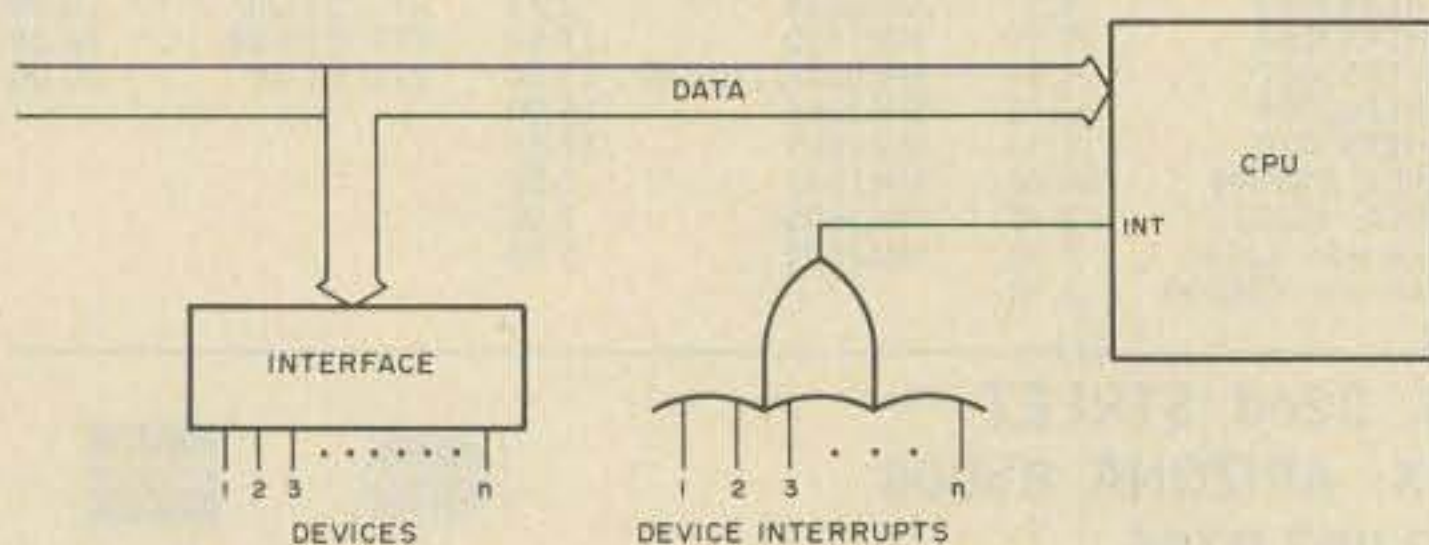 DATA
CPU
INT
INTERFACE
1 2 3 . . . . . . n
1 2 3 . . . n
DEVICES
DEVICE INTERRUPTS